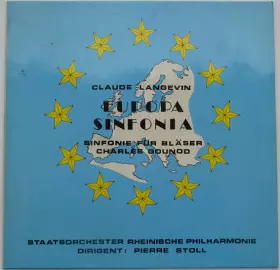 CLAUDE LANGEVIN
EUROPA
SINFONIA
SINFONIE FÜR BLÄSER
CHARLES GOUNOD
STAATSORCHESTER RHEINISCHE PHILHARMONIE
DIRIGENT: PIERRE STOLL